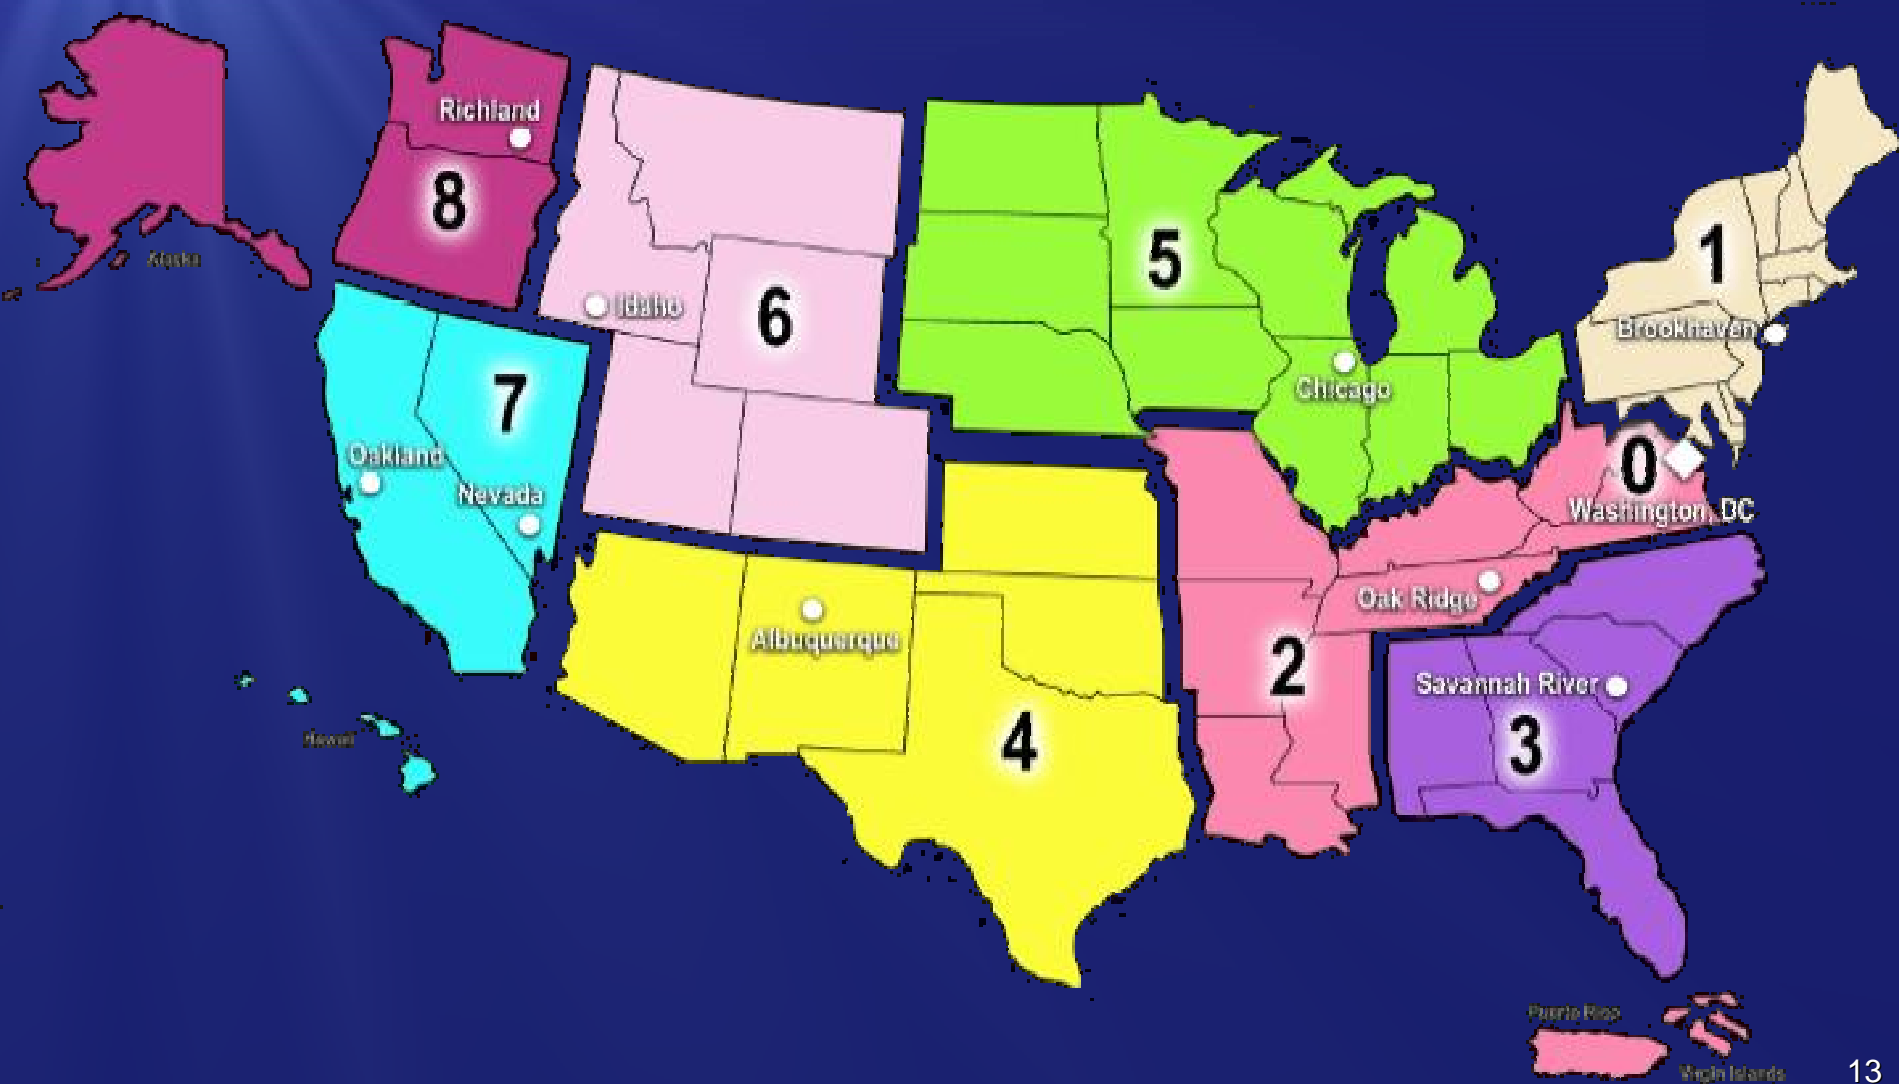 Richland
8
Alaska
5
1
Idaho
6
Brookhaven
7
Chicago
Oakland
0
Nevada
Washington, DC
Oak Ridge
Albuquerque
2
Savannah River
4
3
Hawaii
Puerto Rico
Virgin Islands
13